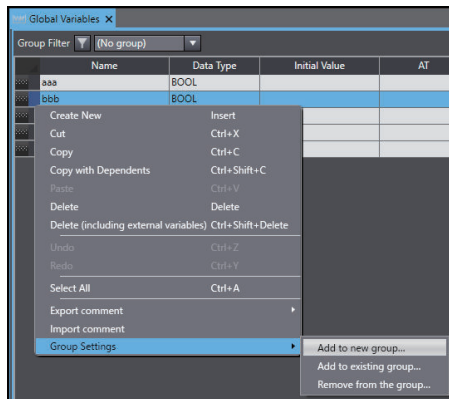 Global Variables X
Group Filter (No group)
Name Data Type Initial Value AT
aaa BOOL
bbb BOOL
Create New Insert
Cut Ctrl+X
Copy Ctrl+C
Copy with Dependents Ctrl+Shift+C
Paste Ctrl+V
Delete Delete
Delete (including external variables) Ctrl+Shift+Delete
Undo Ctrl+Z
Redo Ctrl+Y
Select All Ctrl+A
Export comment
Import comment
Group Settings
Add to new group...
Add to existing group...
Remove from the group...